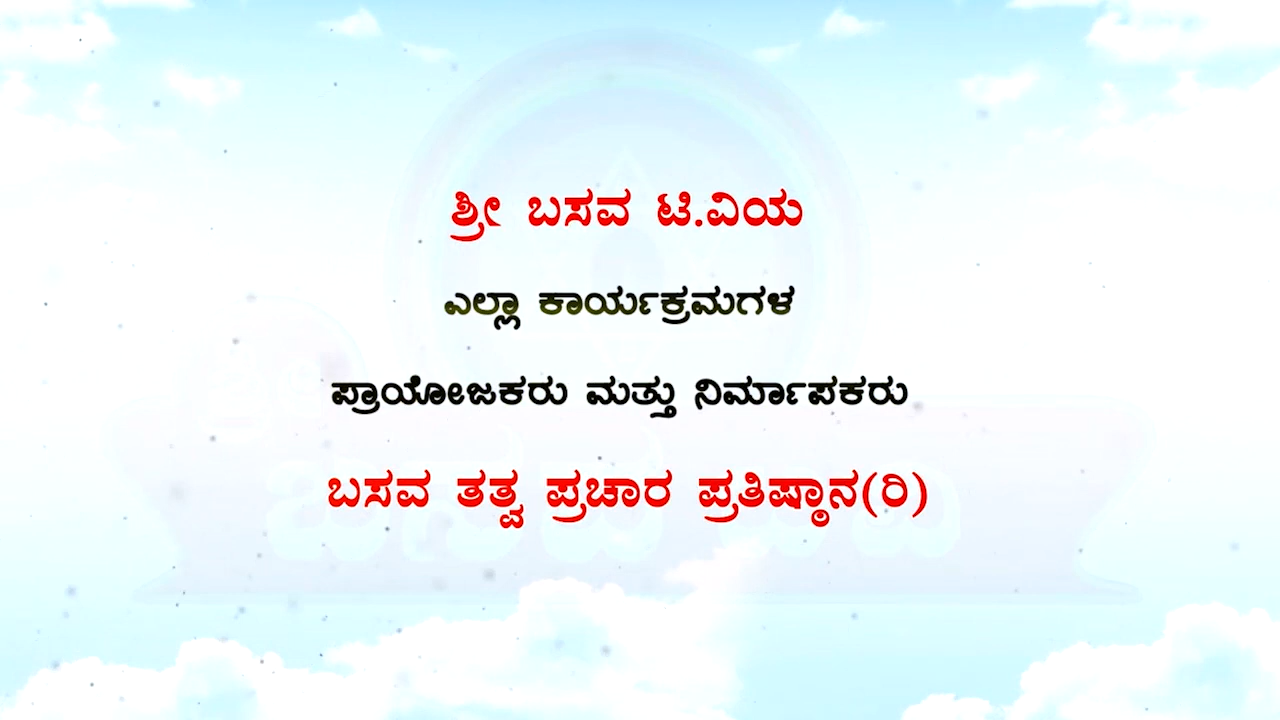 ಶ್ರೀ ಬಸವ ಟಿ.ವಿಯ
ಎಲ್ಲಾ ಕಾರ್ಯಕ್ರಮಗಳ
ಪ್ರಾಯೋಜಕರು ಮತ್ತು ನಿರ್ಮಾಪಕರು
ಬಸವ ತತ್ವ ಪ್ರಚಾರ ಪ್ರತಿಷ್ಠಾನ(ರಿ)